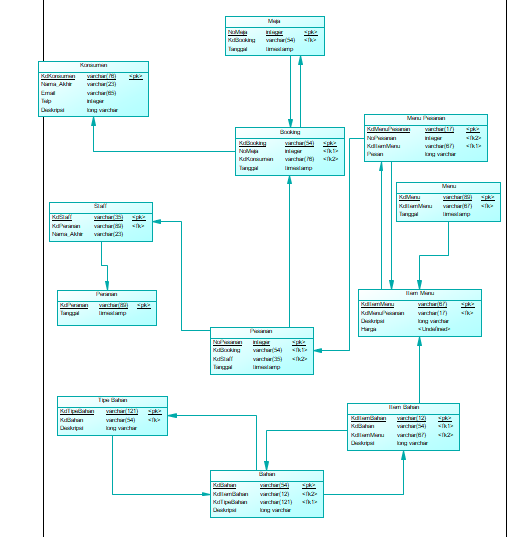 Meja
NoMeja integer <pk>
KdBooking varchar(54) <fk>
Tanggal timestamp
Konsumen
KdKonsumen varchar(76) <pk>
Nama_Akhir varchar(23)
Email varchar(65)
Telp integer
Deskripsi long varchar
Menu Pesanan
KdMenuPesanan varchar(17) <pk>
NoPesanan integer <fk2>
KdItemMenu varchar(67) <fk1>
Pesan long varchar
Booking
KdBooking varchar(54) <pk>
NoMeja integer <fk1>
KdKonsumen varchar(76) <fk2>
Tanggal timestamp
Menu
KdMenu varchar(89) <pk>
KdItemMenu varchar(67) <fk>
Tanggal timestamp
Staff
KdStaff varchar(35) <pk>
KdPeranan varchar(89) <fk>
Nama_Akhir varchar(23)
Peranan
KdPeranan varchar(89) <pk>
Tanggal timestamp
Item Menu
KdItemMenu varchar(67) <pk>
KdMenuPesanan varchar(17) <fk>
Deskripsi long varchar
Harga <Undefined>
Pesanan
NoPesanan integer <pk>
KdBooking varchar(54) <fk1>
KdStaff varchar(35) <fk2>
Tanggal timestamp
Tipe Bahan
KdTipeBahan varchar(121) <pk>
KdBahan varchar(54) <fk>
Deskripsi long varchar
Item Bahan
KdItemBahan varchar(12) <pk>
KdBahan varchar(54) <fk1>
KdItemMenu varchar(67) <fk2>
Deskripsi long varchar
Bahan
KdBahan varchar(54) <pk>
KdItemBahan varchar(12) <fk2>
KdTipeBahan varchar(121) <fk1>
Deskripsi long varchar